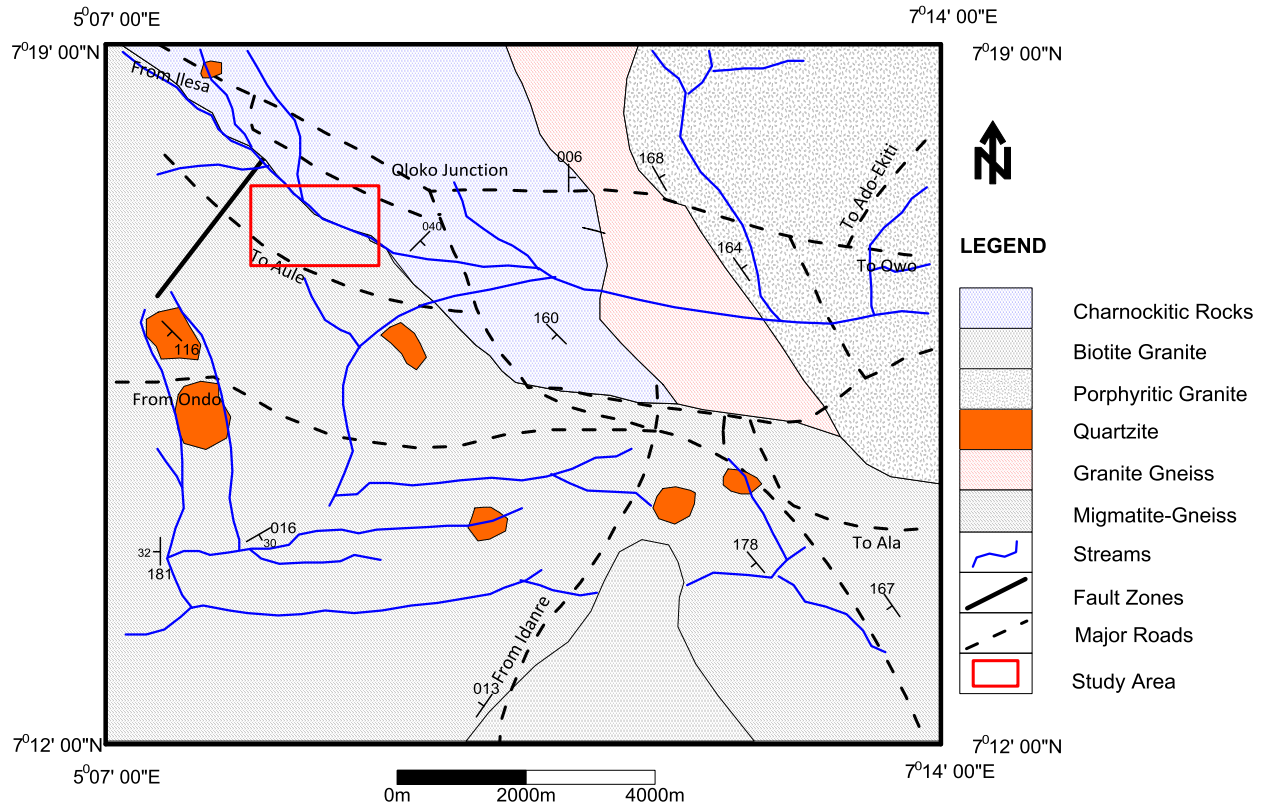 5⁰07' 00"E
7⁰14' 00"E
7⁰19' 00"N
7⁰19' 00"N
From Ilesa
Oloko Junction
006
168
To Ado-Ekiti
N
040
164
To Owo
To Aule
160
116
From Ondo
016
30
32
181
178
To Ala
167
From Idanre
013
LEGEND
Charnockitic Rocks
Biotite Granite
Porphyritic Granite
Quartzite
Granite Gneiss
Migmatite-Gneiss
Streams
Fault Zones
Major Roads
Study Area
7⁰12' 00"N
7⁰12' 00"N
5⁰07' 00"E
7⁰14' 00"E
0m 2000m 4000m